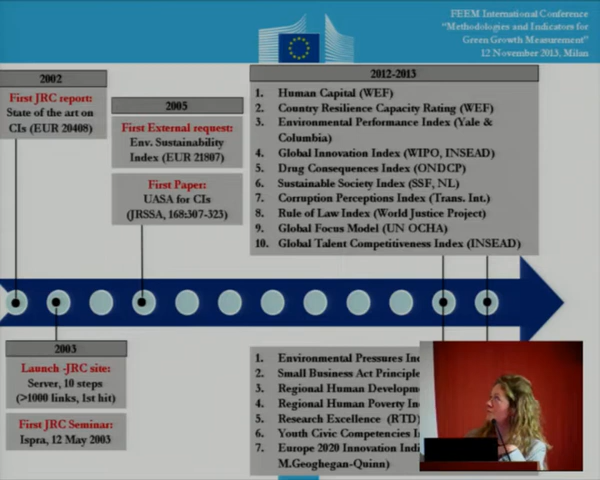 FEEM International Conference
"Methodologies and Indicators for
Green Growth Measurement"
12 November 2013, Milan
2002
First JRC report:
State of the art on
CIs (EUR 20408)
2005
First External request:
Env. Sustainability
Index (EUR 21807)
First Paper:
UASA for CIs
(JRSSA, 168:307-323)
2012-2013
1. Human Capital (WEF)
2. Country Resilience Capacity Rating (WEF)
3. Environmental Performance Index (Yale &
Columbia)
4. Global Innovation Index (WIPO, INSEAD)
5. Drug Consequences Index (ONDCP)
6. Sustainable Society Index (SSF, NL)
7. Corruption Perceptions Index (Trans. Int.)
8. Rule of Law Index (World Justice Project)
9. Global Focus Model (UN OCHA)
10. Global Talent Competitiveness Index (INSEAD)
2003
Launch -JRC site:
Server, 10 steps
(>1000 links, 1st hit)
First JRC Seminar:
Ispra, 12 May 2003
1. Environmental Pressures
2. Small Business Act
3. Regional Human
4. Regional Human Poverty
5. Research Excellence (RTD)
6. Youth Civic Competencies
7. Europe 2020 Innovation
M.Geoghegan-Quinn)